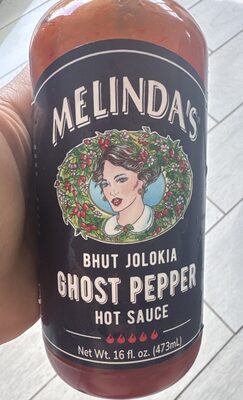 MELINDA'S
BHUT JOLOKIA
GHOST PEPPER
HOT SAUCE
Net Wt. 16 fl. oz. (473mL)